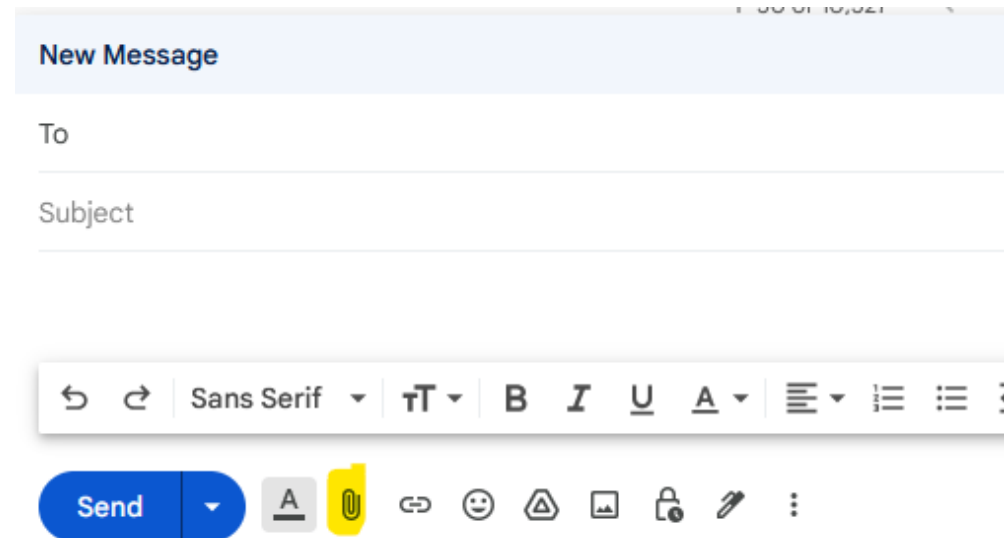 New Message
To
Subject
Sans Serif
B I U A
Send A